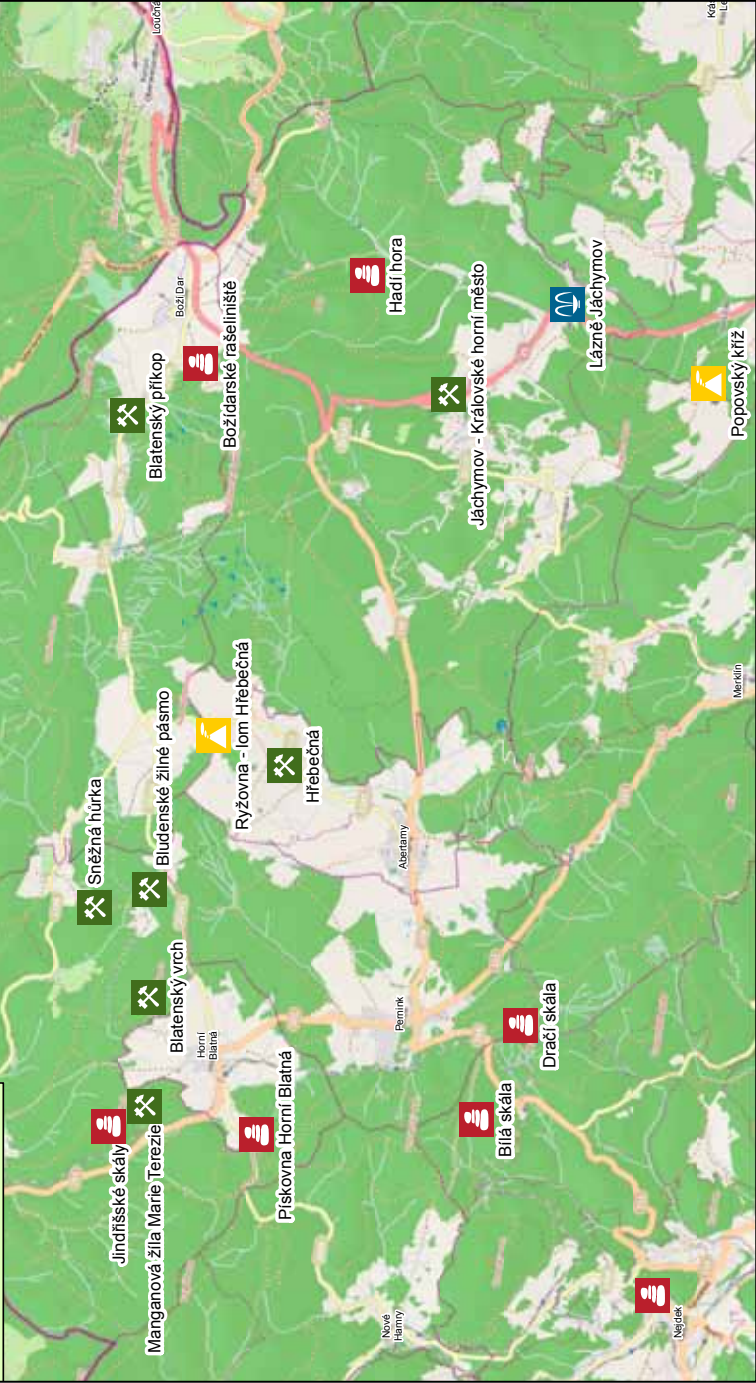 Jindřišské skály
Manganová žíla Marie Terezie
Pískovna Horní Blatná
Blatenský vrch
Sněžná hůrka
Bludenské žilné pásmo
Horní
Blatná
Ryžovna - lom Hřebečná
Hřebečná
Blatenský příkop
Božídarské rašeliniště
Boží Dar
Loučná
Hadí hora
Jáchymov - Královské horní město
Lázně Jáchymov
Popovský kříž
Abertamy
Pernink
Merklín
Dračí skála
Bílá skála
Nové
Hamry
Nejdek